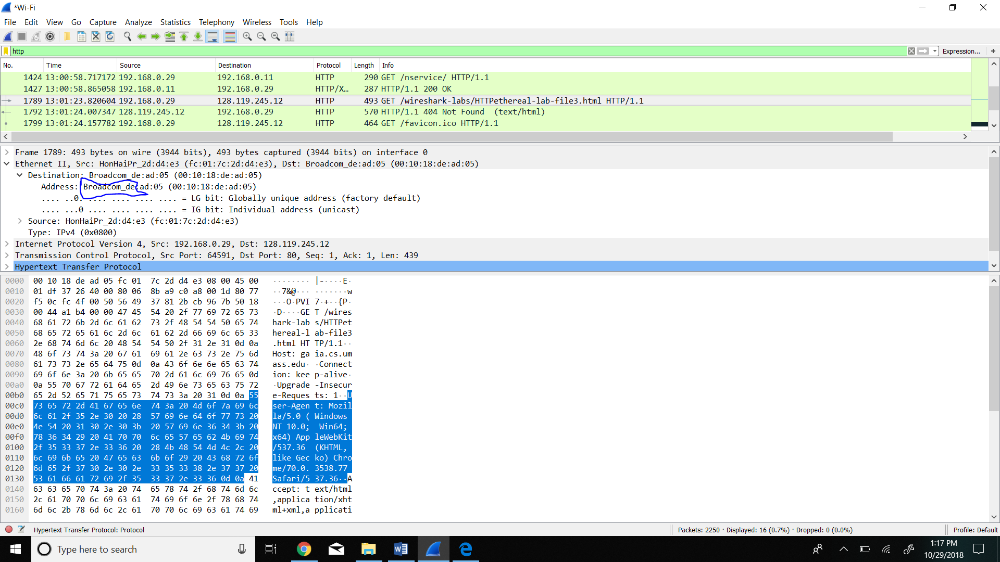 *Wi-Fi
File Edit View Go Capture Analyze Statistics Telephony Wireless Tools Help
http Expression... +
No. Time Source Destination Protocol Length Info
1424 13:00:58.717172 192.168.0.29 192.168.0.11 HTTP 290 GET /nservice/ HTTP/1.1
1427 13:00:58.865058 192.168.0.11 192.168.0.29 HTTP/X... 287 HTTP/1.1 200 OK
1789 13:01:23.820604 192.168.0.29 128.119.245.12 HTTP 493 GET /wireshark-labs/HTTPethereal-lab-file3.html HTTP/1.1
1792 13:01:24.007347 128.119.245.12 192.168.0.29 HTTP 570 HTTP/1.1 404 Not Found (text/html)
1799 13:01:24.157782 192.168.0.29 128.119.245.12 HTTP 464 GET /favicon.ico HTTP/1.1
Frame 1789: 493 bytes on wire (3944 bits), 493 bytes captured (3944 bits) on interface 0
Ethernet II, Src: HonHaiPr_2d:d4:e3 (fc:01:7c:2d:d4:e3), Dst: Broadcom_de:ad:05 (00:10:18:de:ad:05)
Destination: Broadcom_de:ad:05 (00:10:18:de:ad:05)
Address: Broadcom_de:ad:05 (00:10:18:de:ad:05)
.... ..0. .... .... .... .... = LG bit: Globally unique address (factory default)
.... ...0 .... .... .... .... = IG bit: Individual address (unicast)
Source: HonHaiPr_2d:d4:e3 (fc:01:7c:2d:d4:e3)
Type: IPv4 (0x0800)
Internet Protocol Version 4, Src: 192.168.0.29, Dst: 128.119.245.12
Transmission Control Protocol, Src Port: 64591, Dst Port: 80, Seq: 1, Ack: 1, Len: 439
Hypertext Transfer Protocol
0000 00 10 18 de ad 05 fc 01 7c 2d d4 e3 08 00 45 00 ········ |-····E·
0010 01 df 37 26 40 00 80 06 8b a9 c0 a8 00 1d 80 77 ··7&@··· ·······w
0020 f5 0c fc 4f 00 50 56 49 37 81 2b cb 96 7b 50 18 ···O·PVI 7·+··{P·
0030 00 44 a1 b4 00 00 47 45 54 20 2f 77 69 72 65 73 ·D····GE T /wires
0040 68 61 72 6b 2d 6c 61 62 73 2f 48 54 54 50 65 74 hark-lab s/HTTPet
0050 68 65 72 65 61 6c 2d 6c 61 62 2d 66 69 6c 65 33 hereal-l ab-file3
0060 2e 68 74 6d 6c 20 48 54 54 50 2f 31 2e 31 0d 0a .html HT TP/1.1··
0070 48 6f 73 74 3a 20 67 61 69 61 2e 63 73 2e 75 6d Host: ga ia.cs.um
0080 61 73 73 2e 65 64 75 0d 0a 43 6f 6e 6e 65 63 74 ass.edu· ·Connect
0090 69 6f 6e 3a 20 6b 65 65 70 2d 61 6c 69 76 65 0d ion: kee p-alive·
00a0 0a 55 70 67 72 61 64 65 2d 49 6e 73 65 63 75 72 ·Upgrade -Insecur
00b0 65 2d 52 65 71 75 65 73 74 73 3a 20 31 0d 0a 55 e-Reques ts: 1··U
00c0 73 65 72 2d 41 67 65 6e 74 3a 20 4d 6f 7a 69 6c ser-Agen t: Mozil
00d0 6c 61 2f 35 2e 30 20 28 57 69 6e 64 6f 77 73 20 la/5.0 ( Windows
00e0 4e 54 20 31 30 2e 30 3b 20 57 69 6e 36 34 3b 20 NT 10.0; Win64;
00f0 78 36 34 29 20 41 70 70 6c 65 57 65 62 4b 69 74 x64) App leWebKit
0100 2f 35 33 37 2e 33 36 20 28 4b 48 54 4d 4c 2c 20 /537.36 (KHTML,
0110 6c 69 6b 65 20 47 65 63 6b 6f 29 20 43 68 72 6f like Gec ko) Chro
0120 6d 65 2f 37 30 2e 30 2e 33 35 33 38 2e 37 37 20 me/70.0. 3538.77
0130 53 61 66 61 72 69 2f 35 33 37 2e 33 36 0d 0a 41 Safari/5 37.36··A
0140 63 63 65 70 74 3a 20 74 65 78 74 2f 68 74 6d 6c ccept: t ext/html
0150 2c 61 70 70 6c 69 63 61 74 69 6f 6e 2f 78 68 74 ,applica tion/xht
0160 6d 6c 2b 78 6d 6c 2c 61 70 70 6c 69 63 61 74 69 ml+xml,a pplicati
Hypertext Transfer Protocol: Protocol Packets: 2250 · Displayed: 16 (0.7%) · Dropped: 0 (0.0%) Profile: Default
Type here to search 1:17 PM
10/29/2018